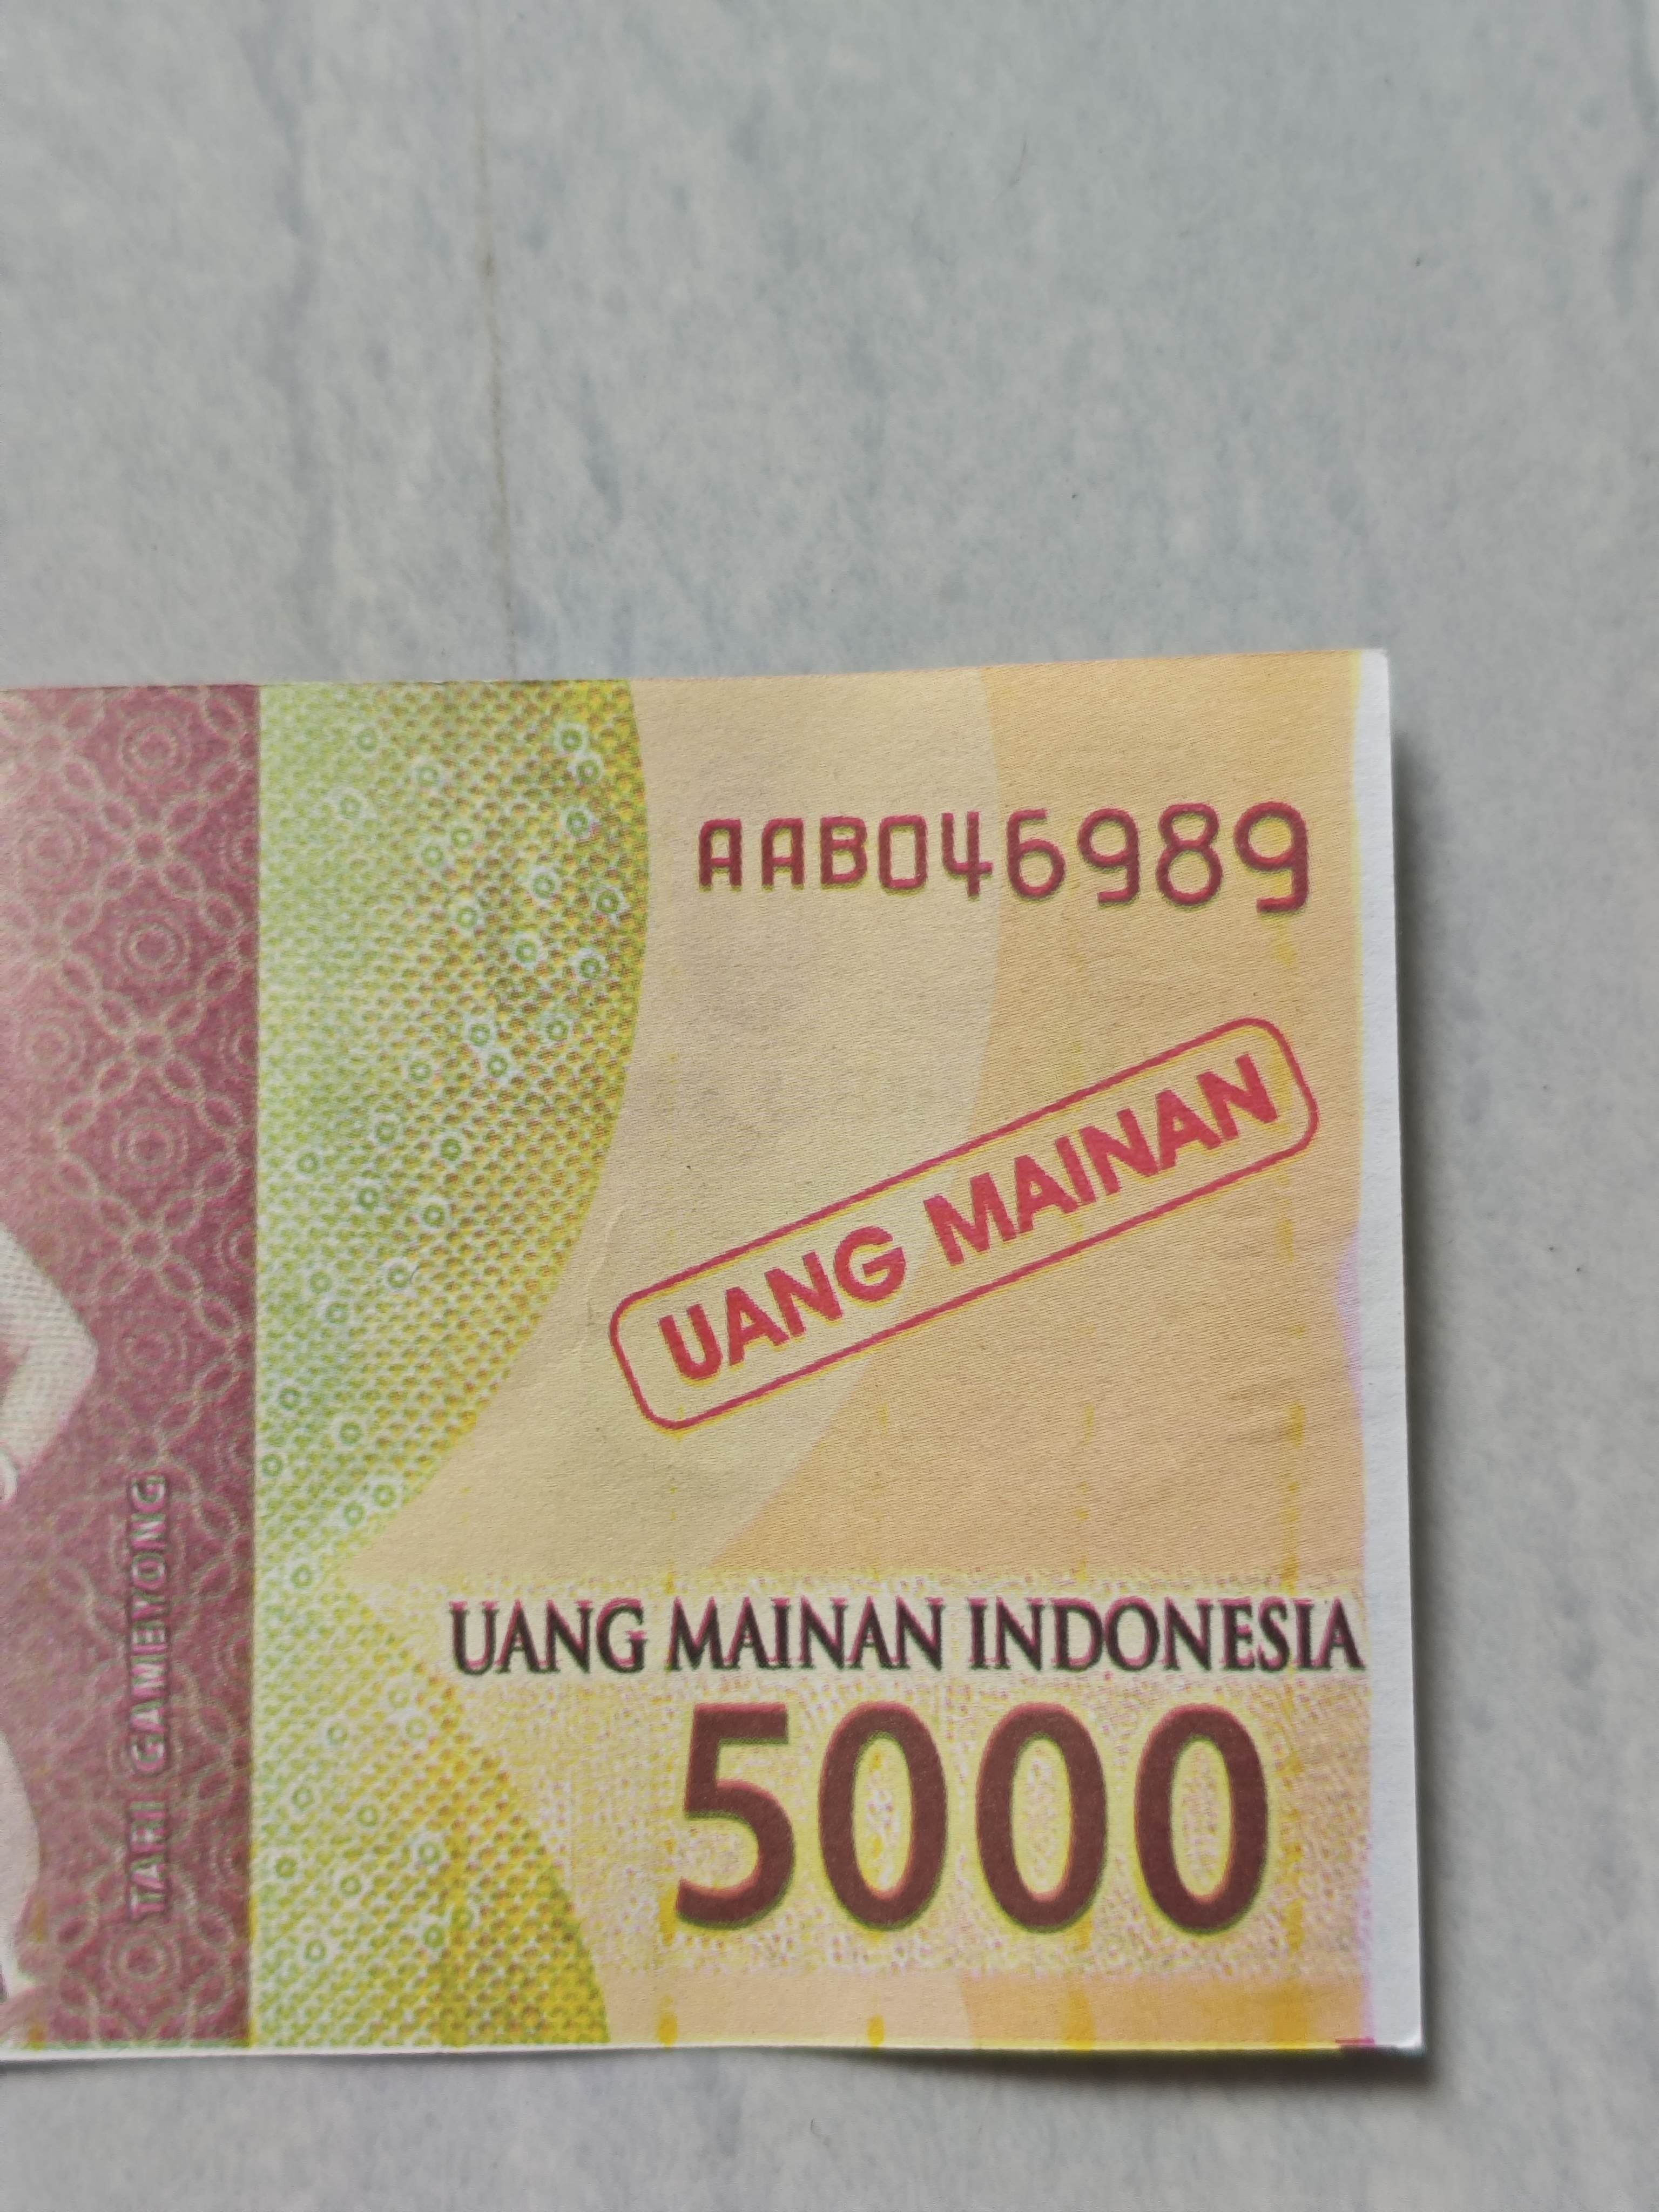 AAB046989
UANG MAINAN
UANG MAINAN INDONESIA
5000
TARI GAMBYONG